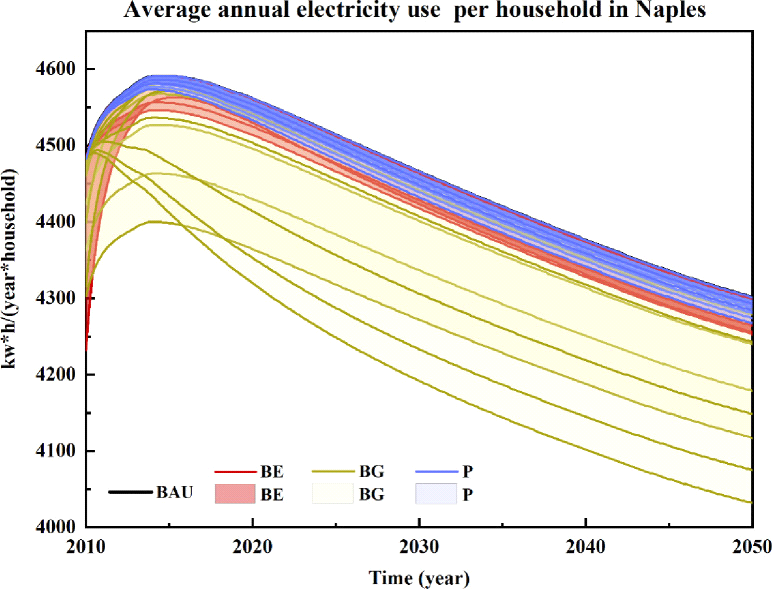 Average annual electricity use per household in Naples
kw*h/(year*household)
4600
4500
4400
4300
4200
4100
4000
BE BG P
BAU BE BG P
2010 2020 2030 2040 2050
Time (year)